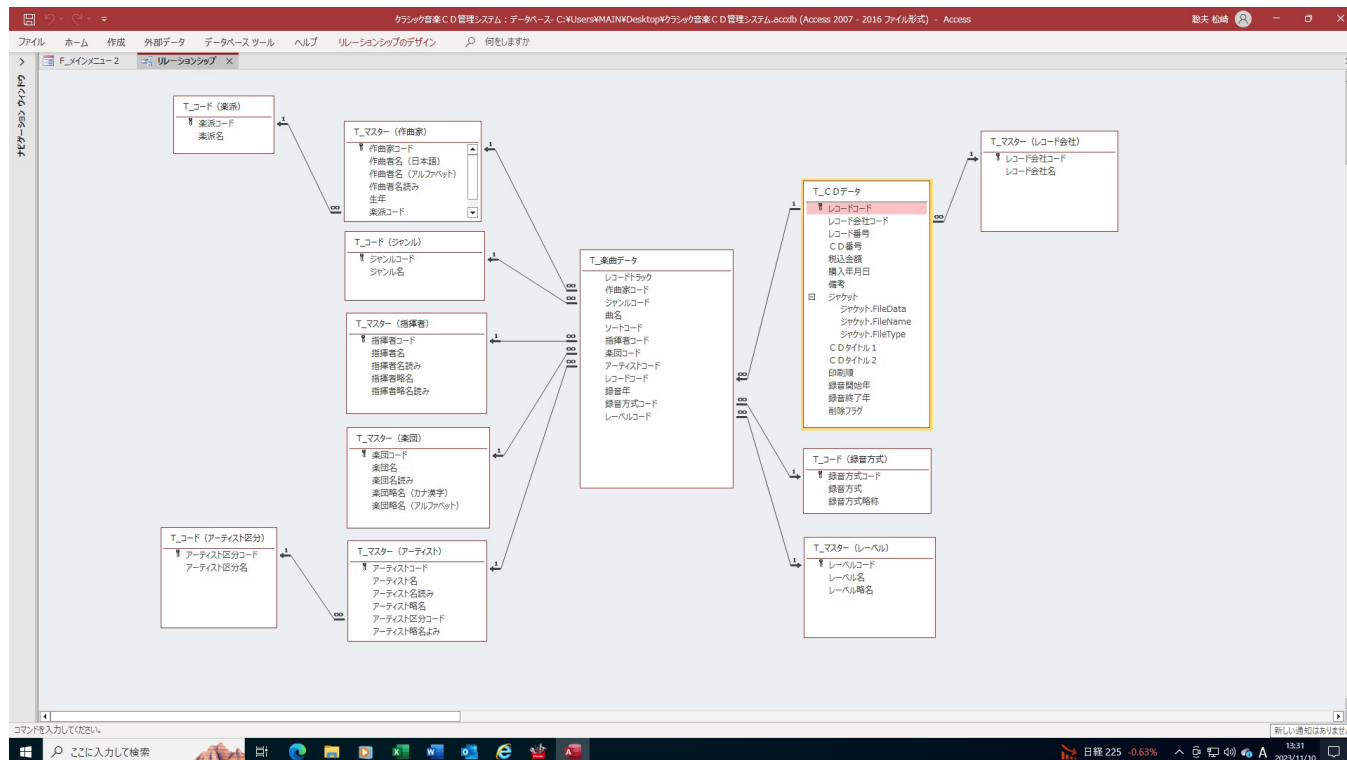 クラシック音楽ＣＤ管理システム : データベース- C:¥Users¥MAIN¥Desktop¥クラシック音楽ＣＤ管理システム.accdb (Access 2007 - 2016 ファイル形式) - Access
聡夫 松崎
ファイル ホーム 作成 外部データ データベース ツール ヘルプ リレーションシップのデザイン 何をしますか
F_メインメニュー2 リレーションシップ ×
ナビゲーション ウィンドウ
T_コード（楽派）
楽派コード
楽派名
T_マスター（作曲家）
作曲家コード
作曲者名（日本語）
作曲者名（アルファベット）
作曲者名読み
生年
楽派コード
T_コード（ジャンル）
ジャンルコード
ジャンル名
T_マスター（指揮者）
指揮者コード
指揮者名
指揮者名読み
指揮者略名
指揮者略名読み
T_マスター（楽団）
楽団コード
楽団名
楽団名読み
楽団略名（カナ漢字）
楽団略名（アルファベット）
T_コード（アーティスト区分）
アーティスト区分コード
アーティスト区分名
T_マスター（アーティスト）
アーティストコード
アーティスト名
アーティスト名読み
アーティスト略名
アーティスト区分コード
アーティスト略名よみ
T_楽曲データ
レコードトラック
作曲家コード
ジャンルコード
曲名
ソートコード
指揮者コード
楽団コード
アーティストコード
レコードコード
録音年
録音方式コード
レーベルコード
T_ＣＤデータ
レコードコード
レコード会社コード
レコード番号
ＣＤ番号
税込金額
購入年月日
備考
ジャケット
ジャケット.FileData
ジャケット.FileName
ジャケット.FileType
ＣＤタイトル１
ＣＤタイトル２
印刷順
録音開始年
録音終了年
削除フラグ
T_マスター（レコード会社）
レコード会社コード
レコード会社名
T_コード（録音方式）
録音方式コード
録音方式
録音方式略称
T_マスター（レーベル）
レーベルコード
レーベル名
レーベル略名
1 ∞
1 ∞
1 ∞
1 ∞
1 ∞
1 ∞
1 ∞
1 ∞
1 ∞
1 ∞
1 ∞
コマンドを入力してください。
新しい通知はありませ
ここに入力して検索
日経 225 -0.63%
A
13:31
2023/11/10